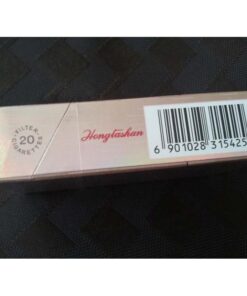 FILTER
20
CIGARETTES
Hongtashan
6 901028 315425